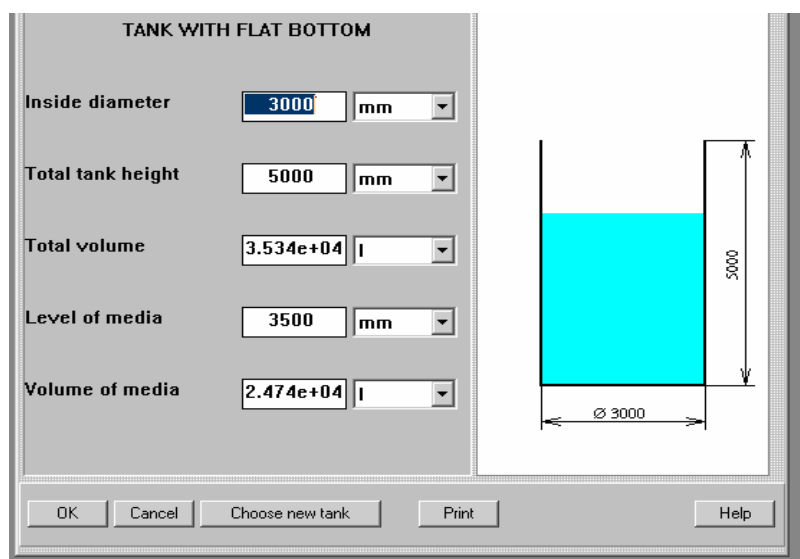 TANK WITH FLAT BOTTOM
Inside diameter 3000 mm
Total tank height 5000 mm
Total volume 3.534e+04 l
Level of media 3500 mm
Volume of media 2.474e+04 l
5000
Ø 3000
OK Cancel Choose new tank Print Help